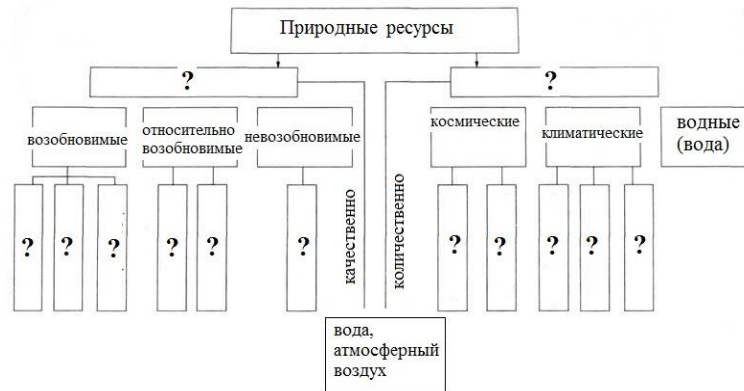 Природные ресурсы
?
?
возобновимые
относительно
возобновимые
невозобновимые
космические
климатические
водные
(вода)
?
?
?
?
?
?
качественно
количественно
?
?
?
?
?
вода,
атмосферный
воздух